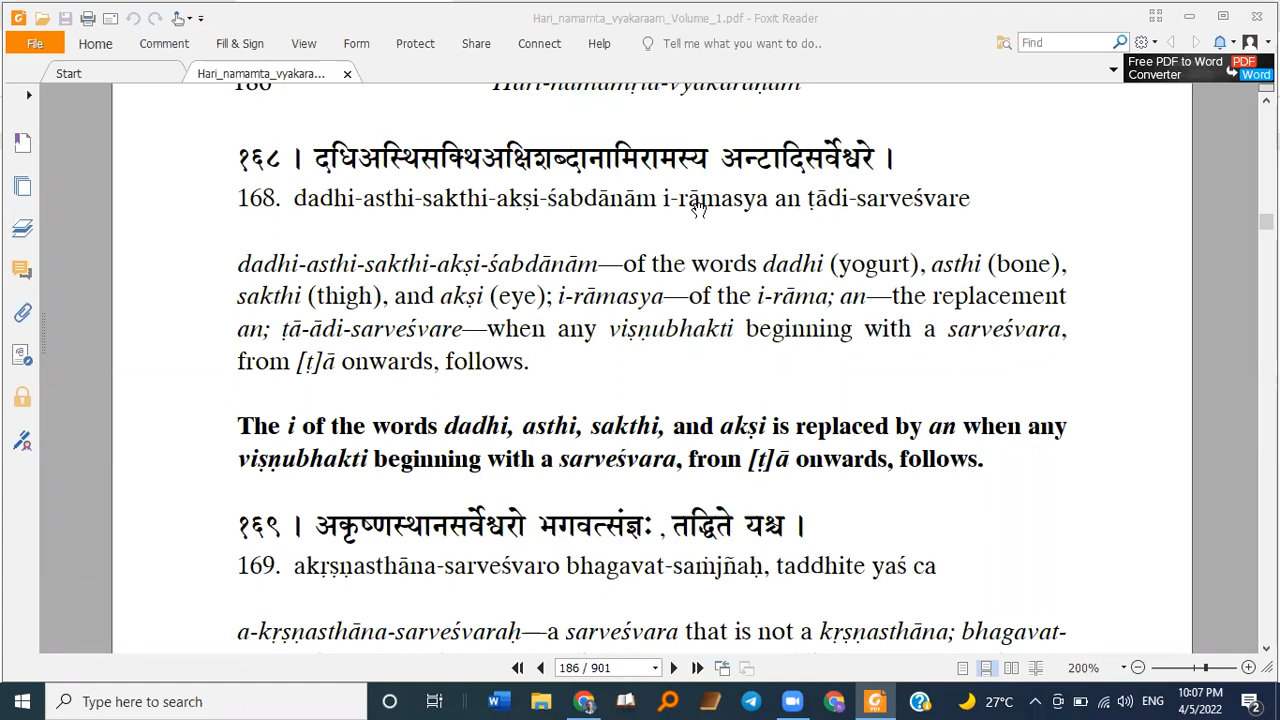 Hari_namamta_vyakaraam_Volume_1.pdf - Foxit Reader
File Home Comment Fill & Sign View Form Protect Share Connect Help Tell me what you want to do.. Find
Start Hari_namamta_vyakara...
Free PDF to Word Converter PDF Word
186 Hari-nāmāmṛta-vyākaraṇam
१६८ । दधिअस्थिसक्थिअक्षिशब्दानामिरामस्य अन्टादिसर्वेश्वरे ।
168. dadhi-asthi-sakthi-akṣi-śabdānām i-rāmasya an ṭādi-sarveśvare
dadhi-asthi-sakthi-akṣi-śabdānām—of the words dadhi (yogurt), asthi (bone),
sakthi (thigh), and akṣi (eye); i-rāmasya—of the i-rāma; an—the replacement
an; ṭā-ādi-sarveśvare—when any viṣṇubhakti beginning with a sarveśvara,
from [ṭ]ā onwards, follows.
The i of the words dadhi, asthi, sakthi, and akṣi is replaced by an when any
viṣṇubhakti beginning with a sarveśvara, from [ṭ]ā onwards, follows.
१६९ । अकृष्णस्थानसर्वेश्वरो भगवत्संज्ञः , तद्धिते यश्च ।
169. akṛṣṇasthāna-sarveśvaro bhagavat-saṁjñaḥ, taddhite yaś ca
a-kṛṣṇasthāna-sarveśvaraḥ—a sarveśvara that is not a kṛṣṇasthāna; bhagavat-
186 / 901 200%
Type here to search 27°C ENG 10:07 PM
4/5/2022 2